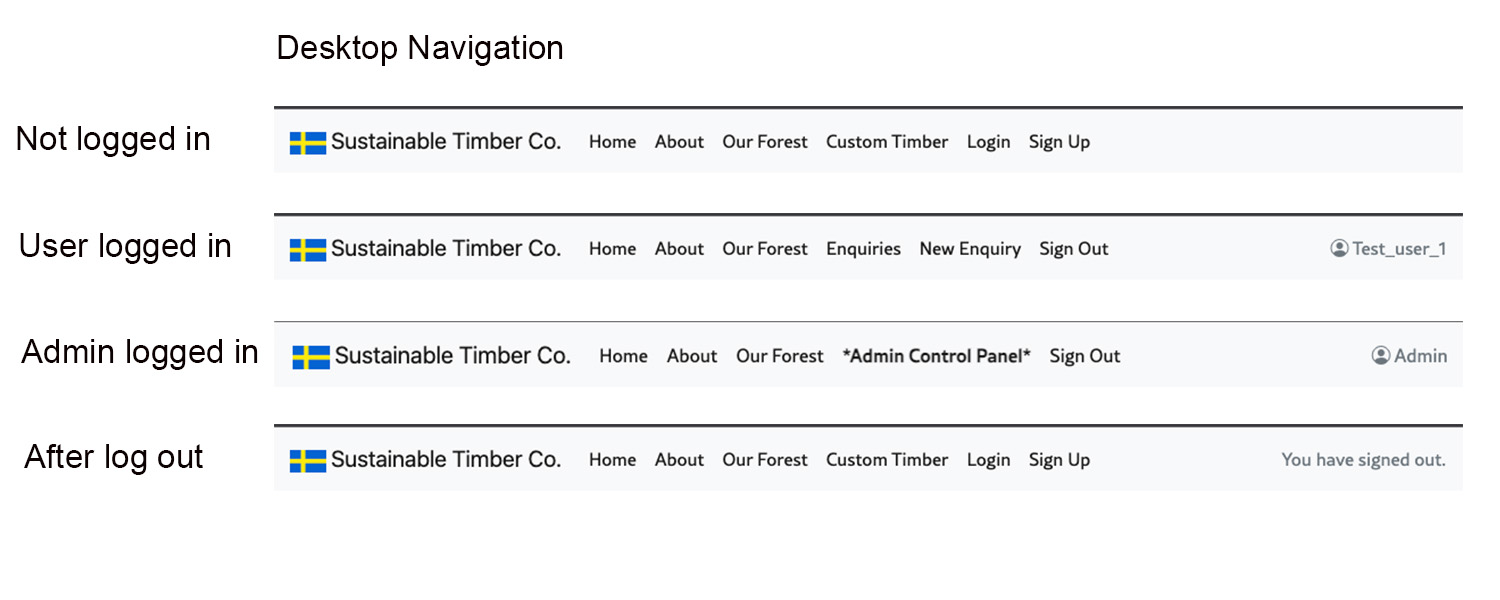 Desktop Navigation
Not logged in
Sustainable Timber Co. Home About Our Forest Custom Timber Login Sign Up
User logged in
Sustainable Timber Co. Home About Our Forest Enquiries New Enquiry Sign Out Test_user_1
Admin logged in
Sustainable Timber Co. Home About Our Forest *Admin Control Panel* Sign Out Admin
After log out
Sustainable Timber Co. Home About Our Forest Custom Timber Login Sign Up You have signed out.